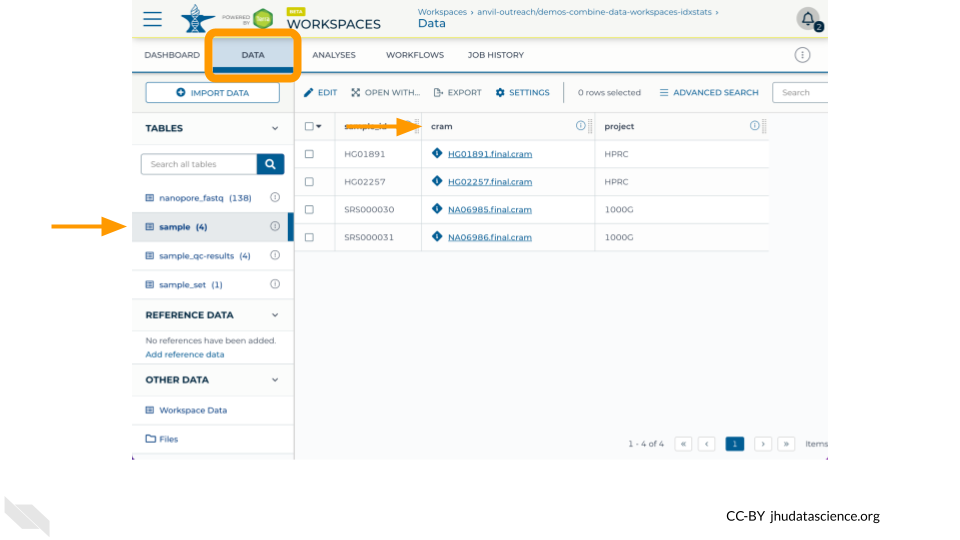 POWERED BY Terra
BETA
WORKSPACES
Workspaces › anvil-outreach/demos-combine-data-workspaces-idxstats ›
Data
2
DASHBOARD DATA ANALYSES WORKFLOWS JOB HISTORY
IMPORT DATA EDIT OPEN WITH... EXPORT SETTINGS 0 rows selected ADVANCED SEARCH Search
TABLES
sample_id cram project
Search all tables
HG01891 HG01891.final.cram HPRC
HG02257 HG02257.final.cram HPRC
SRS000030 NA06985.final.cram 1000G
SRS000031 NA06986.final.cram 1000G
nanopore_fastq (138)
sample (4)
sample_qc-results (4)
sample_set (1)
REFERENCE DATA
No references have been added.
Add reference data
OTHER DATA
Workspace Data
Files
1 - 4 of 4 « ‹ 1 › » Items
CC-BY jhudatascience.org